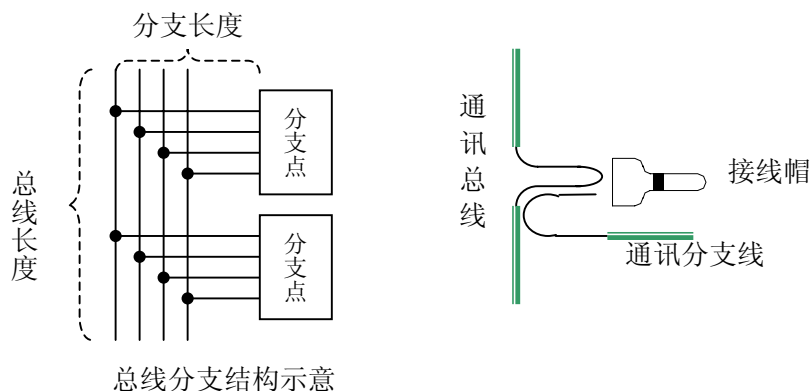 分支长度
总线长度
分支点
分支点
总线分支结构示意
通讯总线
接线帽
通讯分支线